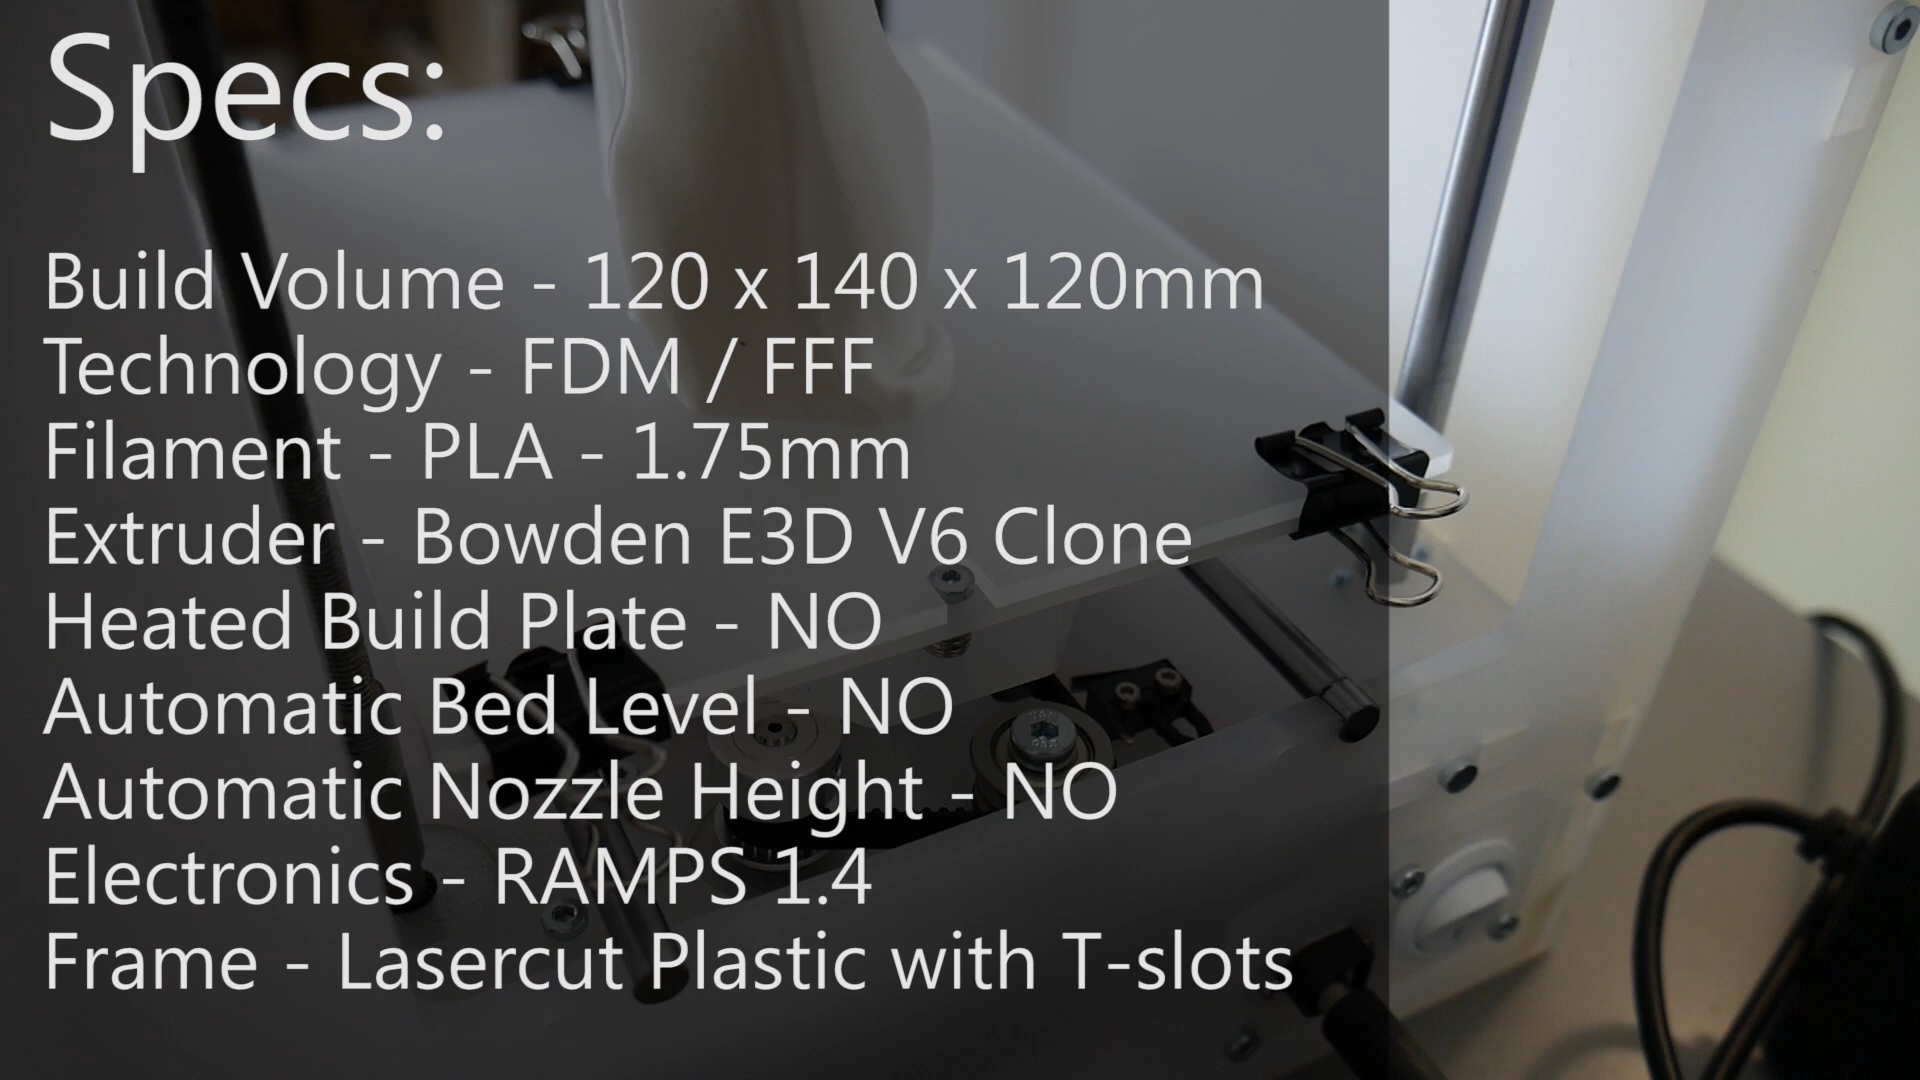 Specs:
Build Volume - 120 x 140 x 120mm
Technology - FDM / FFF
Filament - PLA - 1.75mm
Extruder - Bowden E3D V6 Clone
Heated Build Plate - NO
Automatic Bed Level - NO
Automatic Nozzle Height - NO
Electronics - RAMPS 1.4
Frame - Lasercut Plastic with T-slots